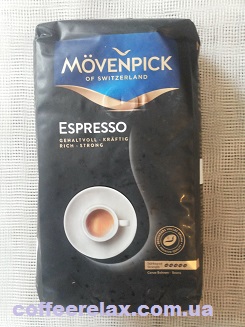 MÖVENPICK
OF SWITZERLAND
ESPRESSO
GEHALTVOLL · KRÄFTIG
RICH · STRONG
coffeerelax.com.ua